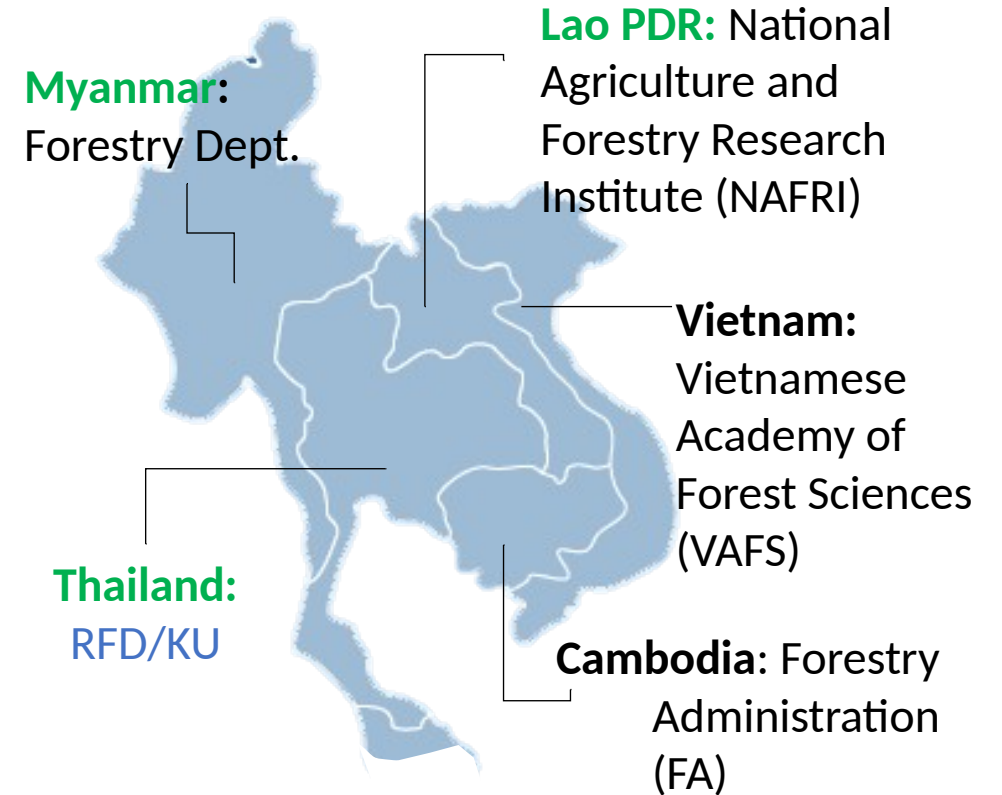 Myanmar:
Forestry Dept.
Lao PDR: National
Agriculture and
Forestry Research
Institute (NAFRI)
Vietnam:
Vietnamese
Academy of
Forest Sciences
(VAFS)
Thailand:
RFD/KU
Cambodia: Forestry
Administration
(FA)